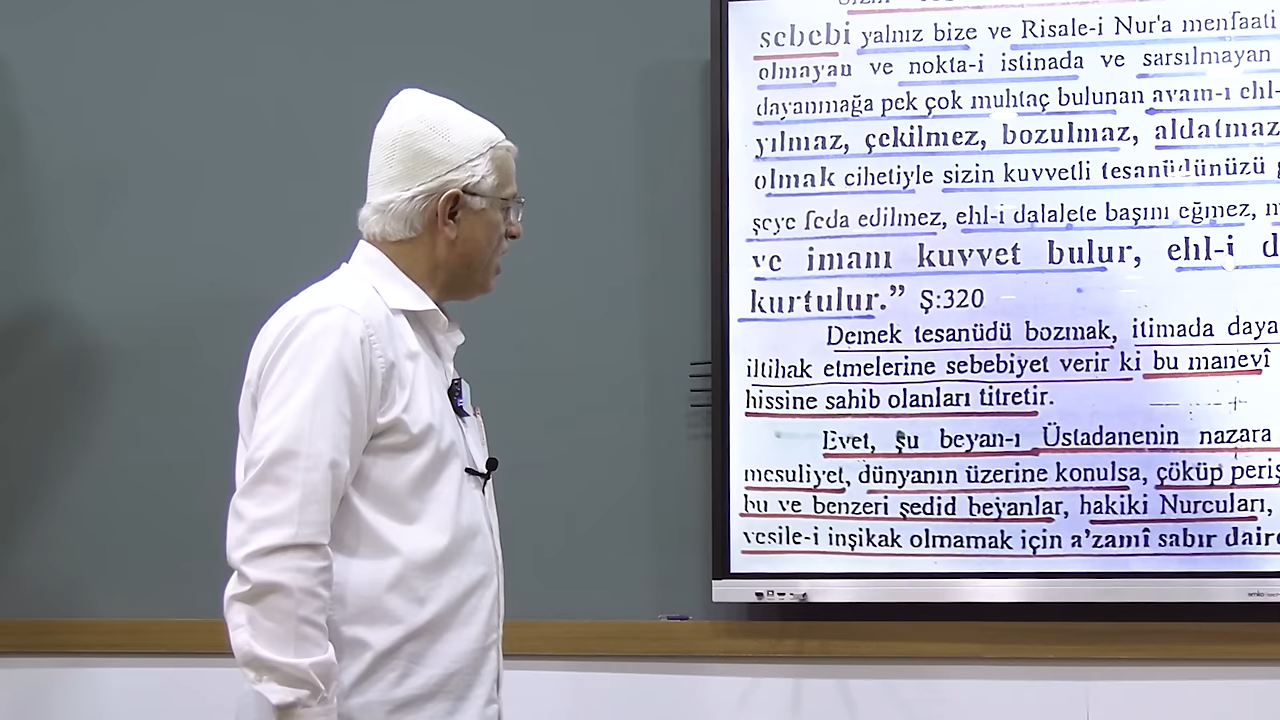 sebebi yalnız bize ve Risale-i Nur'a menfaati
olmayan ve nokta-i istinada ve sarsılmayan
dayanmağa pek çok muhtaç bulunan avam-ı ehl-
yılmaz, çekilmez, bozulmaz, aldatmaz
olmak cihetiyle sizin kuvvetli tesanüdünüzü
şeye feda edilmez, ehl-i dalalete başını eğmez,
ve imanı kuvvet bulur, ehl-i d
kurtulur.” Ş:320
Demek tesanüdü bozmak, itimada daya
iltihak etmelerine sebebiyet verir ki bu manevî
hissine sahib olanları titretir.
Evet, şu beyan-ı Üstadanenin nazara
mesuliyet, dünyanın üzerine konulsa, çöküp periş
bu ve benzeri şedid beyanlar, hakiki Nurcuları,
vesile-i inşikak olmamak için a’zamî sabır daire